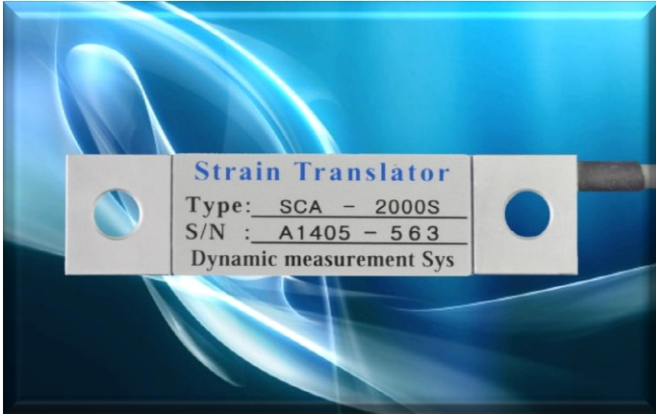 Strain Translator
Type: SCA - 2000S
S/N : A1405 - 563
Dynamic measurement Sys